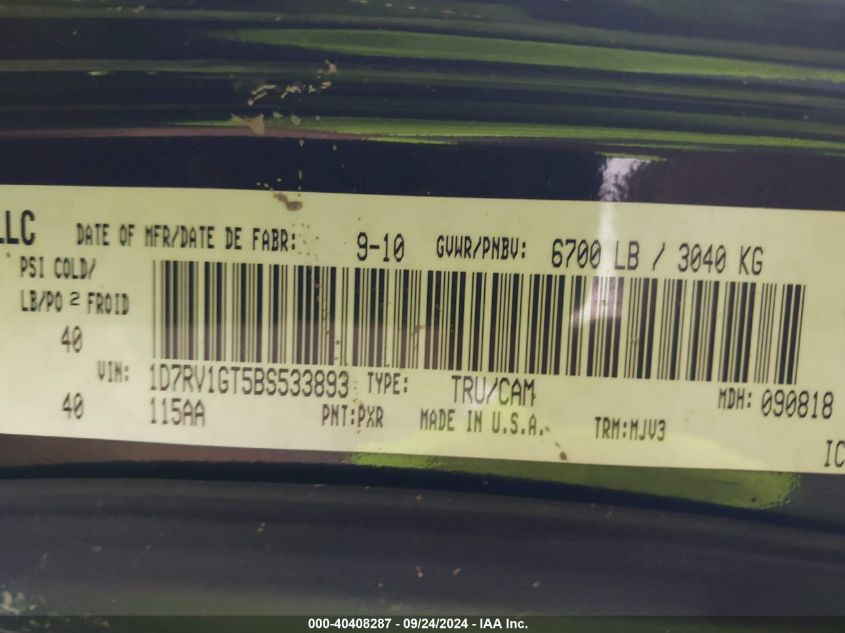 LLC DATE OF MFR/DATE DE FABR: 9-10 GVWR/PNBV: 6700 LB / 3040 KG
PSI COLD/
LB/PO 2 FROID
40
VIN: 1D7RV1GT5BS533893 TYPE: TRU/CAM MDH: 090818
40 115AA PNT:PXR MADE IN U.S.A. TRM:MJV3
IC
000-40408287 - 09/24/2024 - IAA Inc.